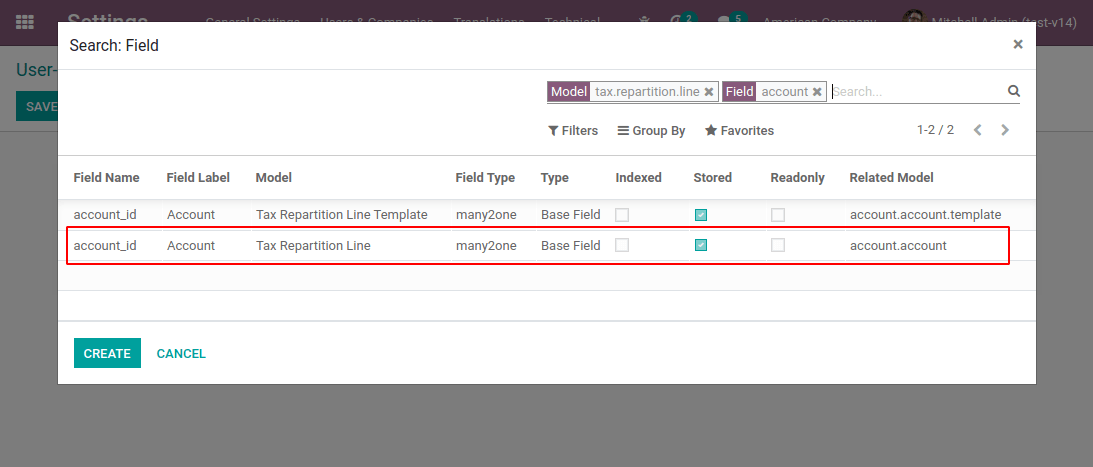 Settings General Settings Users & Companies Translations Technical 2 5 American Company Mitchell Admin (test-v14)
Search: Field ×
User-
SAVE
Model tax.repartition.line ✖ Field account ✖ Search...
Filters Group By Favorites 1-2 / 2
Field Name Field Label Model Field Type Type Indexed Stored Readonly Related Model
account_id Account Tax Repartition Line Template many2one Base Field account.account.template
account_id Account Tax Repartition Line many2one Base Field account.account
CREATE CANCEL